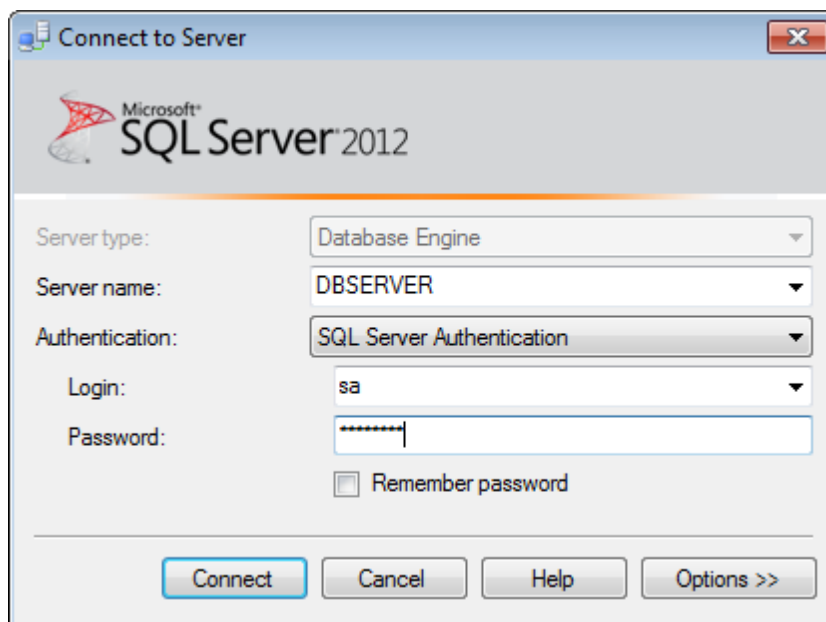 Connect to Server
Microsoft®
SQL Server® 2012
Server type: Database Engine
Server name: DBSERVER
Authentication: SQL Server Authentication
Login: sa
Password: ********
Remember password
Connect Cancel Help Options >>